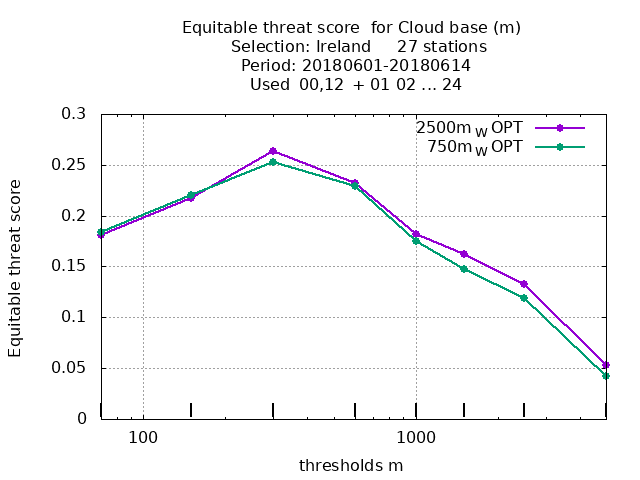 Equitable threat score for Cloud base (m)
Selection: Ireland 27 stations
Period: 20180601-20180614
Used 00,12 + 01 02 ... 24
2500m W OPT
750m W OPT
Equitable threat score
0.3
0.25
0.2
0.15
0.1
0.05
0
100 1000
thresholds m